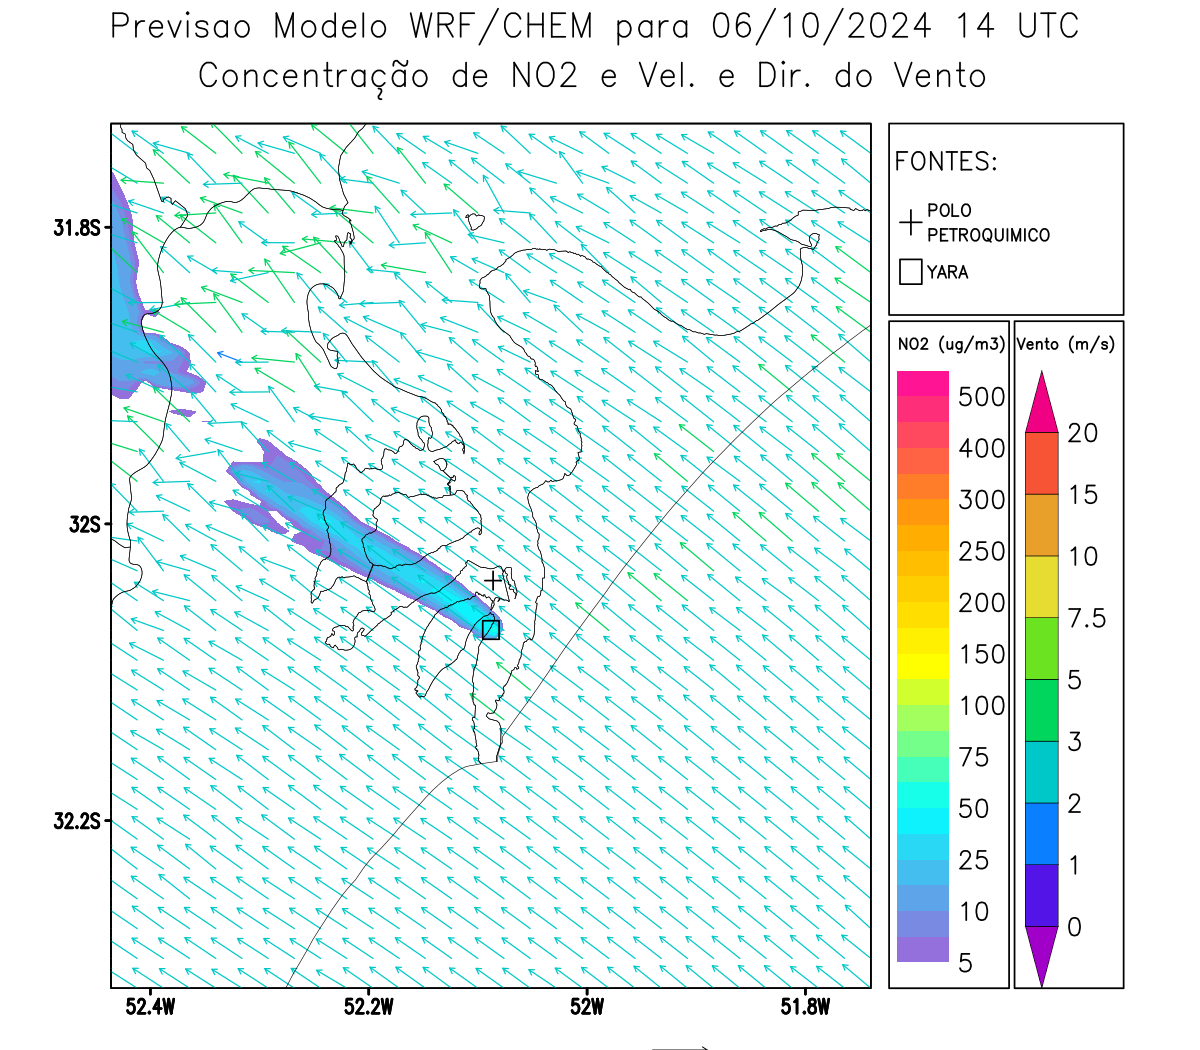 Previsao Modelo WRF/CHEM para 06/10/2024 14 UTC
Concentração de NO2 e Vel. e Dir. do Vento
FONTES:
POLO
PETROQUIMICO
YARA
NO2 (ug/m3)
500
400
300
250
200
150
100
75
50
25
10
5
Vento (m/s)
20
15
10
7.5
5
3
2
1
0
31.8S
32S
32.2S
52.4W
52.2W
52W
51.8W